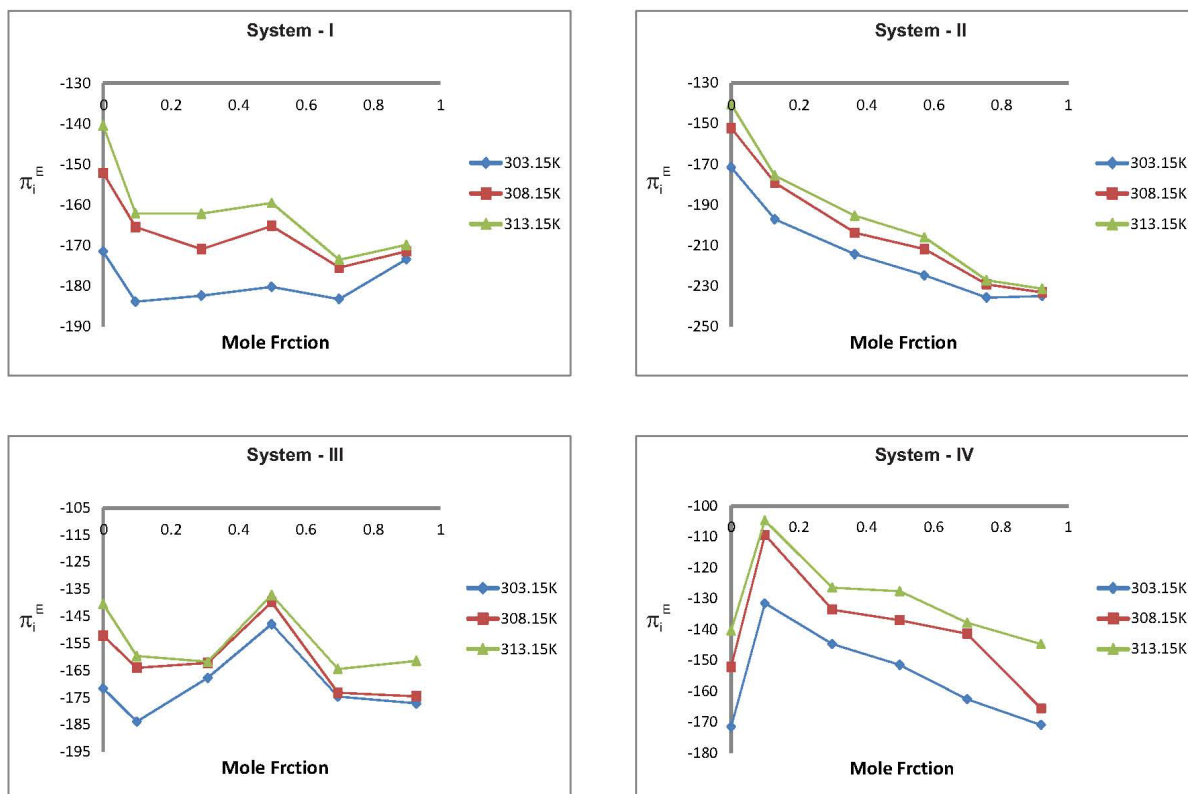 System - I
-130
0 0.2 0.4 0.6 0.8 1
-140
-150
-160
-170
-180
-190
πiE
Mole Frction
303.15K
308.15K
313.15K
System - II
-130
0 0.2 0.4 0.6 0.8 1
-150
-170
-190
-210
-230
-250
πiE
Mole Frction
303.15K
308.15K
313.15K
System - III
-105
0 0.2 0.4 0.6 0.8 1
-115
-125
-135
-145
-155
-165
-175
-185
-195
πiE
Mole Frction
303.15K
308.15K
313.15K
System - IV
-100
0 0.2 0.4 0.6 0.8 1
-110
-120
-130
-140
-150
-160
-170
-180
πiE
Mole Frction
303.15K
308.15K
313.15K